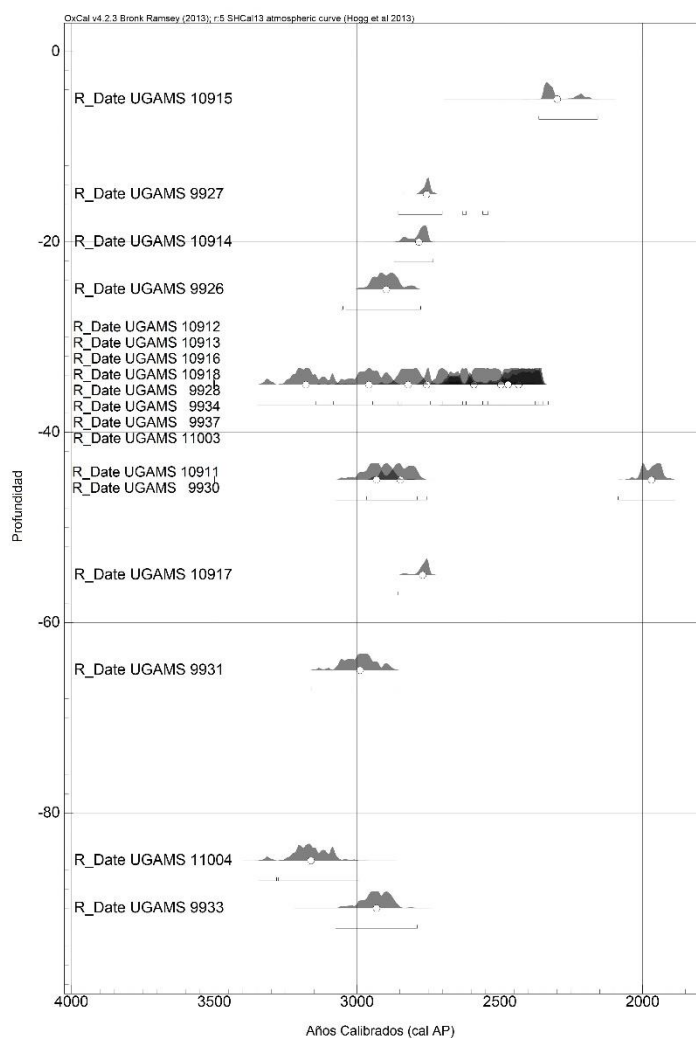 OxCal v4.2.3 Bronk Ramsey (2013); r:5 SHCal13 atmospheric curve (Hogg et al 2013)
0
R_Date UGAMS 10915
R_Date UGAMS 9927
-20
R_Date UGAMS 10914
R_Date UGAMS 9926
R_Date UGAMS 10912
R_Date UGAMS 10913
R_Date UGAMS 10916
R_Date UGAMS 10918
R_Date UGAMS 9928
R_Date UGAMS 9934
R_Date UGAMS 9937
-40
R_Date UGAMS 11003
R_Date UGAMS 10911
R_Date UGAMS 9930
Profundidad
R_Date UGAMS 10917
-60
R_Date UGAMS 9931
-80
R_Date UGAMS 11004
R_Date UGAMS 9933
4000 3500 3000 2500 2000
Años Calibrados (cal AP)